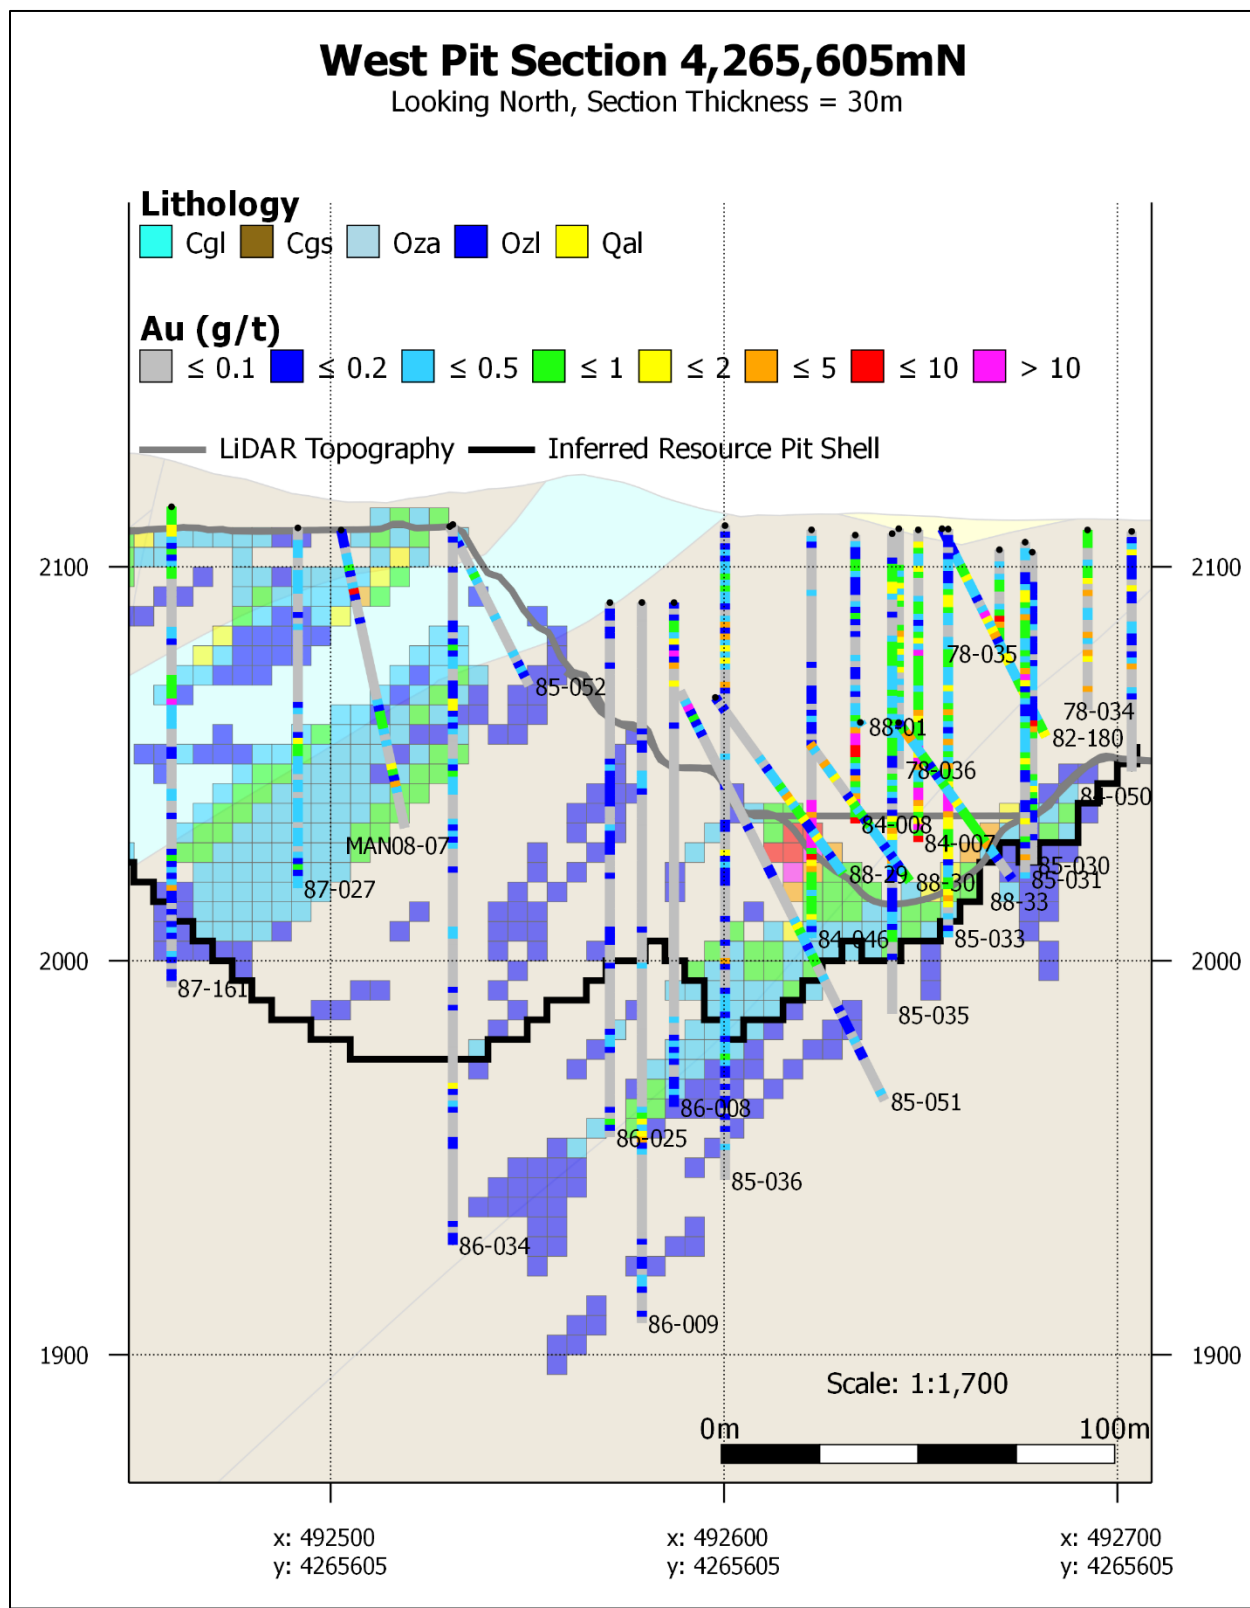 West Pit Section 4,265,605mN
Looking North, Section Thickness = 30m
Lithology
Cgl Cgs Oza Ozl Qal
Au (g/t)
≤ 0.1 ≤ 0.2 ≤ 0.5 ≤ 1 ≤ 2 ≤ 5 ≤ 10 > 10
LiDAR Topography Inferred Resource Pit Shell
2100 2100
78-035
85-052
78-034
88-01
82-180
78-036
84-050
84-008
MAN08-07
84-007
85-030
88-29
85-031
88-30
87-027
88-33
84-046
85-033
2000 2000
87-161
85-035
85-051
86-008
86-025
85-036
86-034
86-009
1900 1900
Scale: 1:1,700
0m 100m
x: 492500 x: 492600 x: 492700
y: 4265605 y: 4265605 y: 4265605